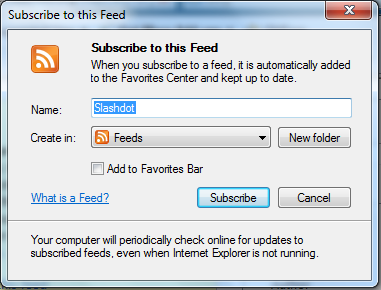 Subscribe to this Feed
Subscribe to this Feed
When you subscribe to a feed, it is automatically added
to the Favorites Center and kept up to date.
Name: Slashdot
Create in: Feeds New folder
Add to Favorites Bar
What is a Feed? Subscribe Cancel
Your computer will periodically check online for updates to
subscribed feeds, even when Internet Explorer is not running.